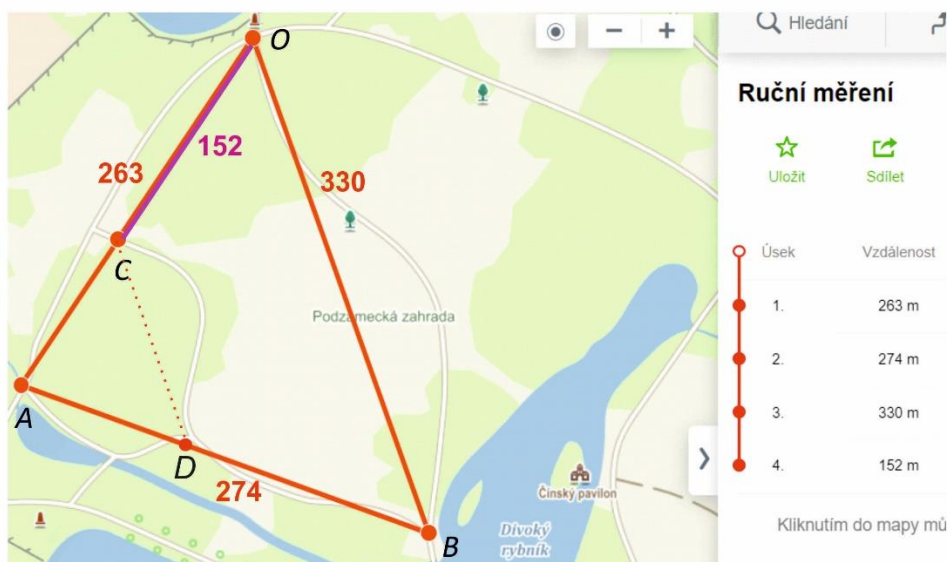 O
152
263
330
C
Podzámecká zahrada
A
D
274
B
Čínský pavilon
Divoký
rybník
Hledání
Ruční měření
Uložit
Sdílet
Úsek Vzdálenost
1. 263 m
2. 274 m
3. 330 m
4. 152 m
Kliknutím do mapy mů